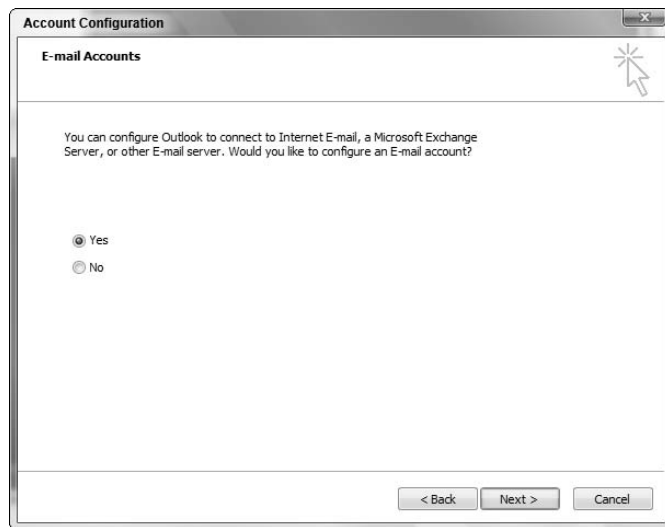 Account Configuration
E-mail Accounts
You can configure Outlook to connect to Internet E-mail, a Microsoft Exchange
Server, or other E-mail server. Would you like to configure an E-mail account?
Yes
No
< Back Next > Cancel